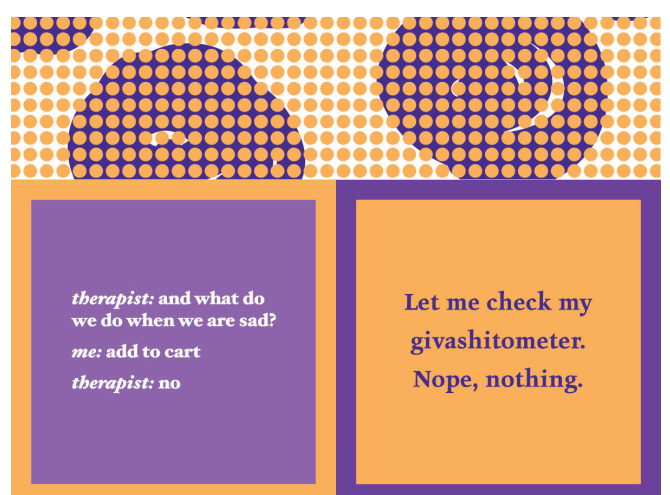 therapist: and what do
we do when we are sad?
me: add to cart
therapist: no
Let me check my
givashitometer.
Nope, nothing.